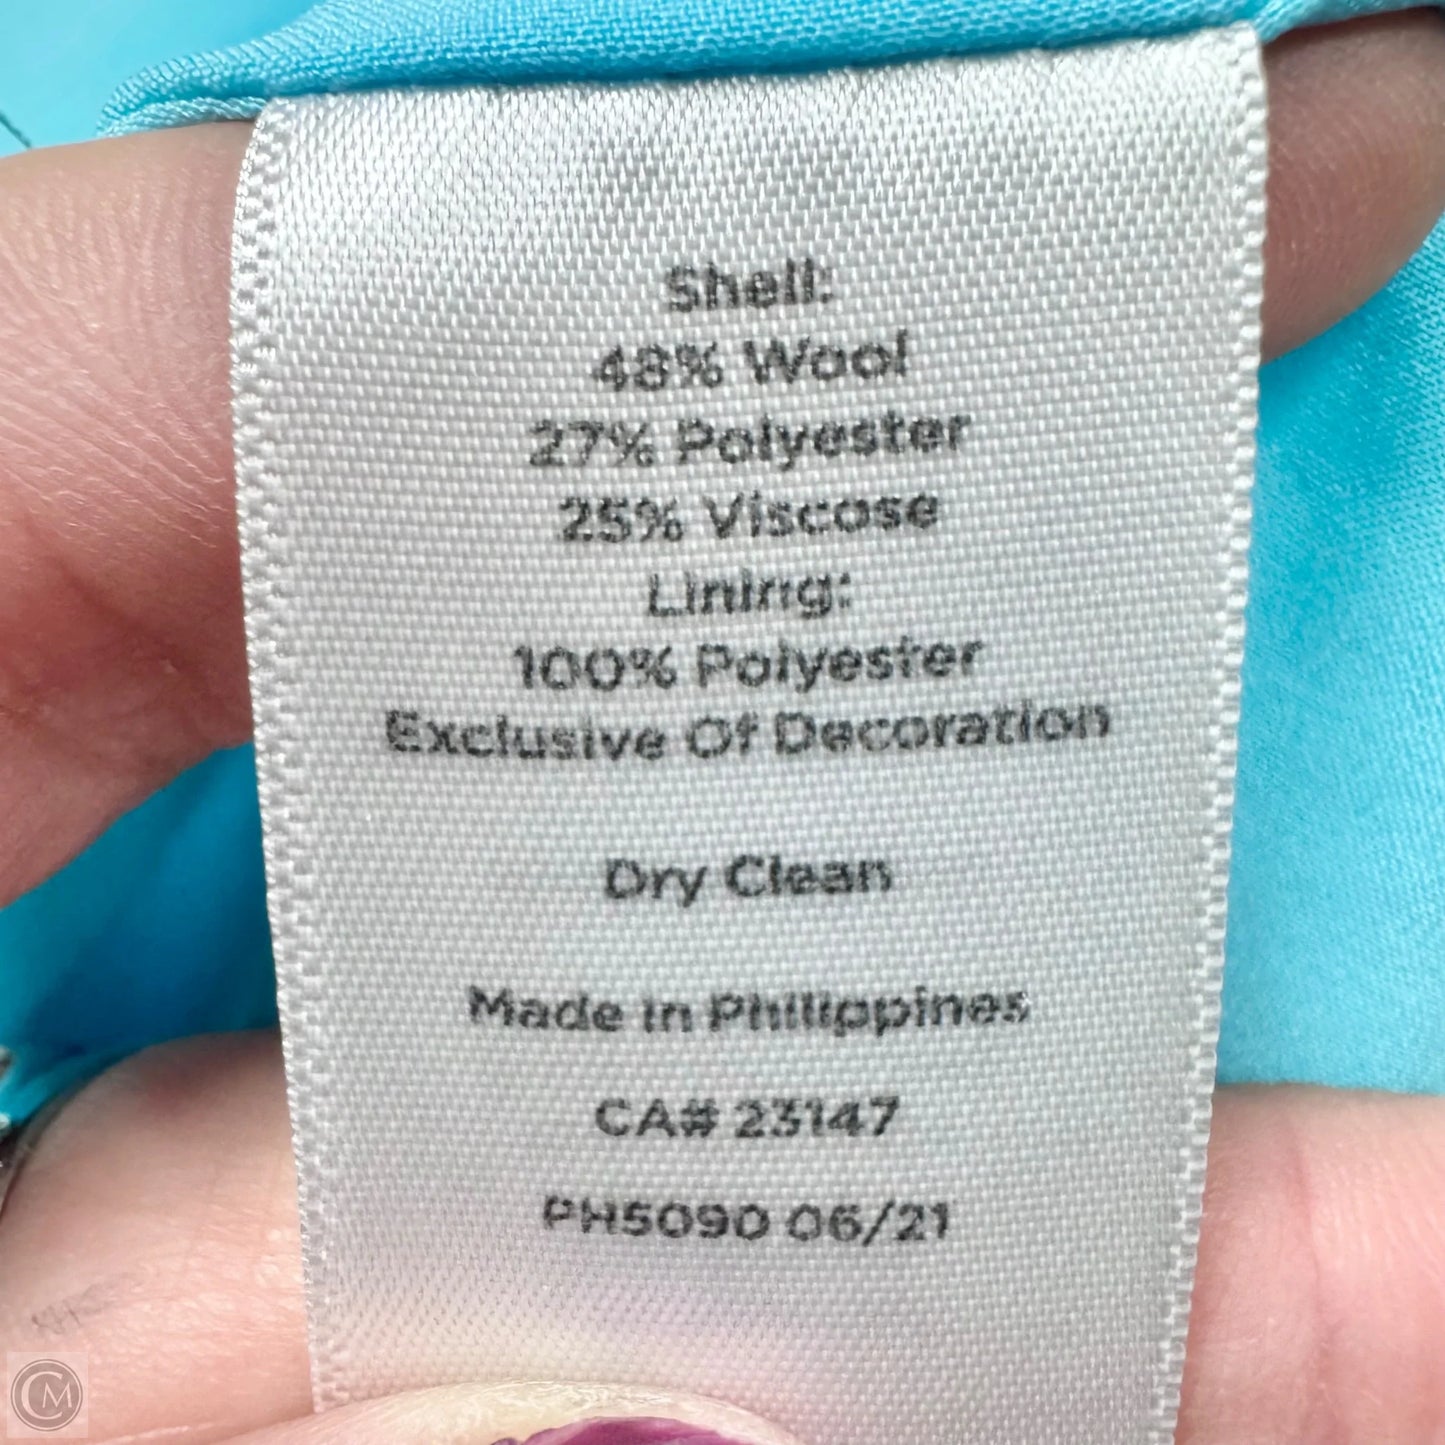 Shell:
48% Wool
27% Polyester
25% Viscose
Lining:
100% Polyester
Exclusive Of Decoration
Dry Clean
Made in Philippines
CA# 23147
PH5090 06/21
CM